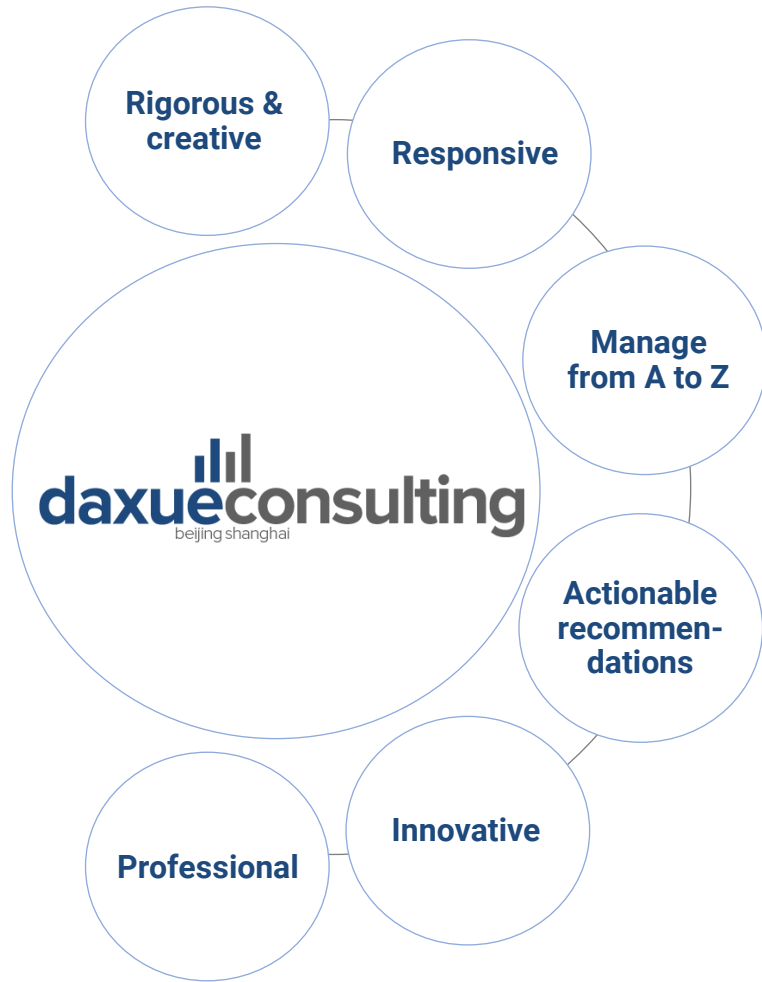 Rigorous &
creative
Responsive
Manage
from A to Z
daxueconsulting
beijing shanghai
Actionable
recommen-
dations
Innovative
Professional